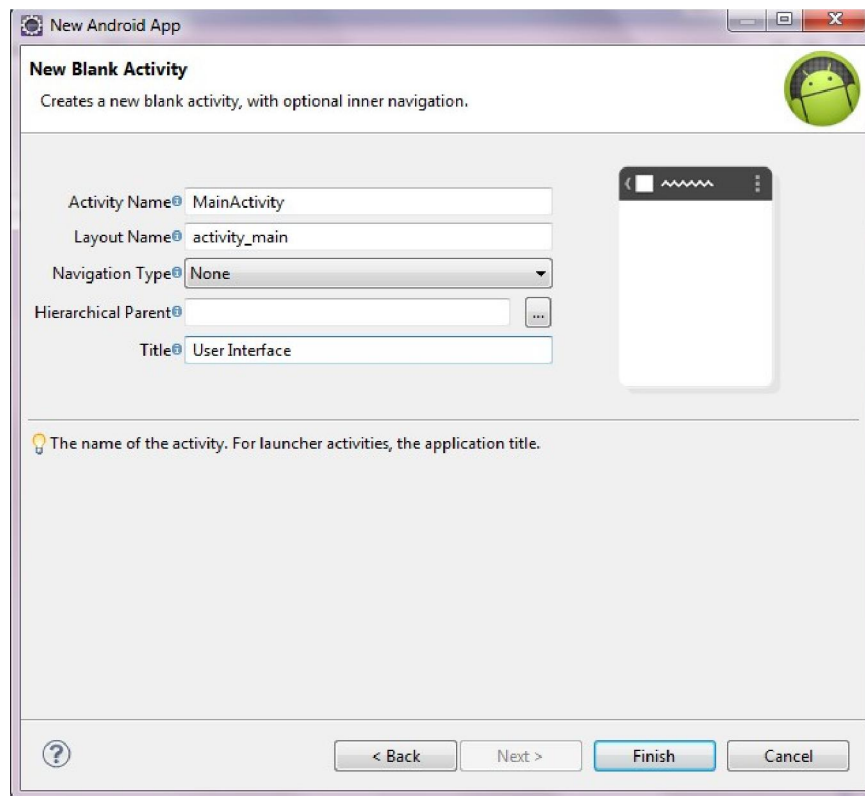 New Android App
New Blank Activity
Creates a new blank activity, with optional inner navigation.
Activity Name MainActivity
Layout Name activity_main
Navigation Type None
Hierarchical Parent ...
Title User Interface
The name of the activity. For launcher activities, the application title.
? < Back Next > Finish Cancel